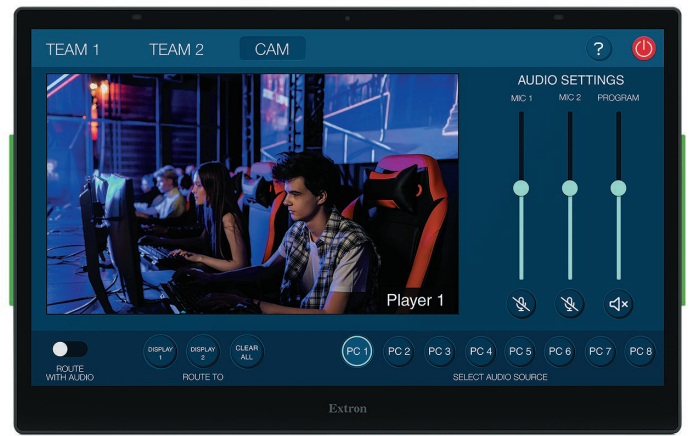 TEAM 1
TEAM 2
CAM
?
AUDIO SETTINGS
MIC 1
MIC 2
PROGRAM
Player 1
ROUTE
WITH AUDIO
DISPLAY
1
DISPLAY
2
CLEAR
ALL
ROUTE TO
PC 1
PC 2
PC 3
PC 4
PC 5
PC 6
PC 7
PC 8
SELECT AUDIO SOURCE
Extron